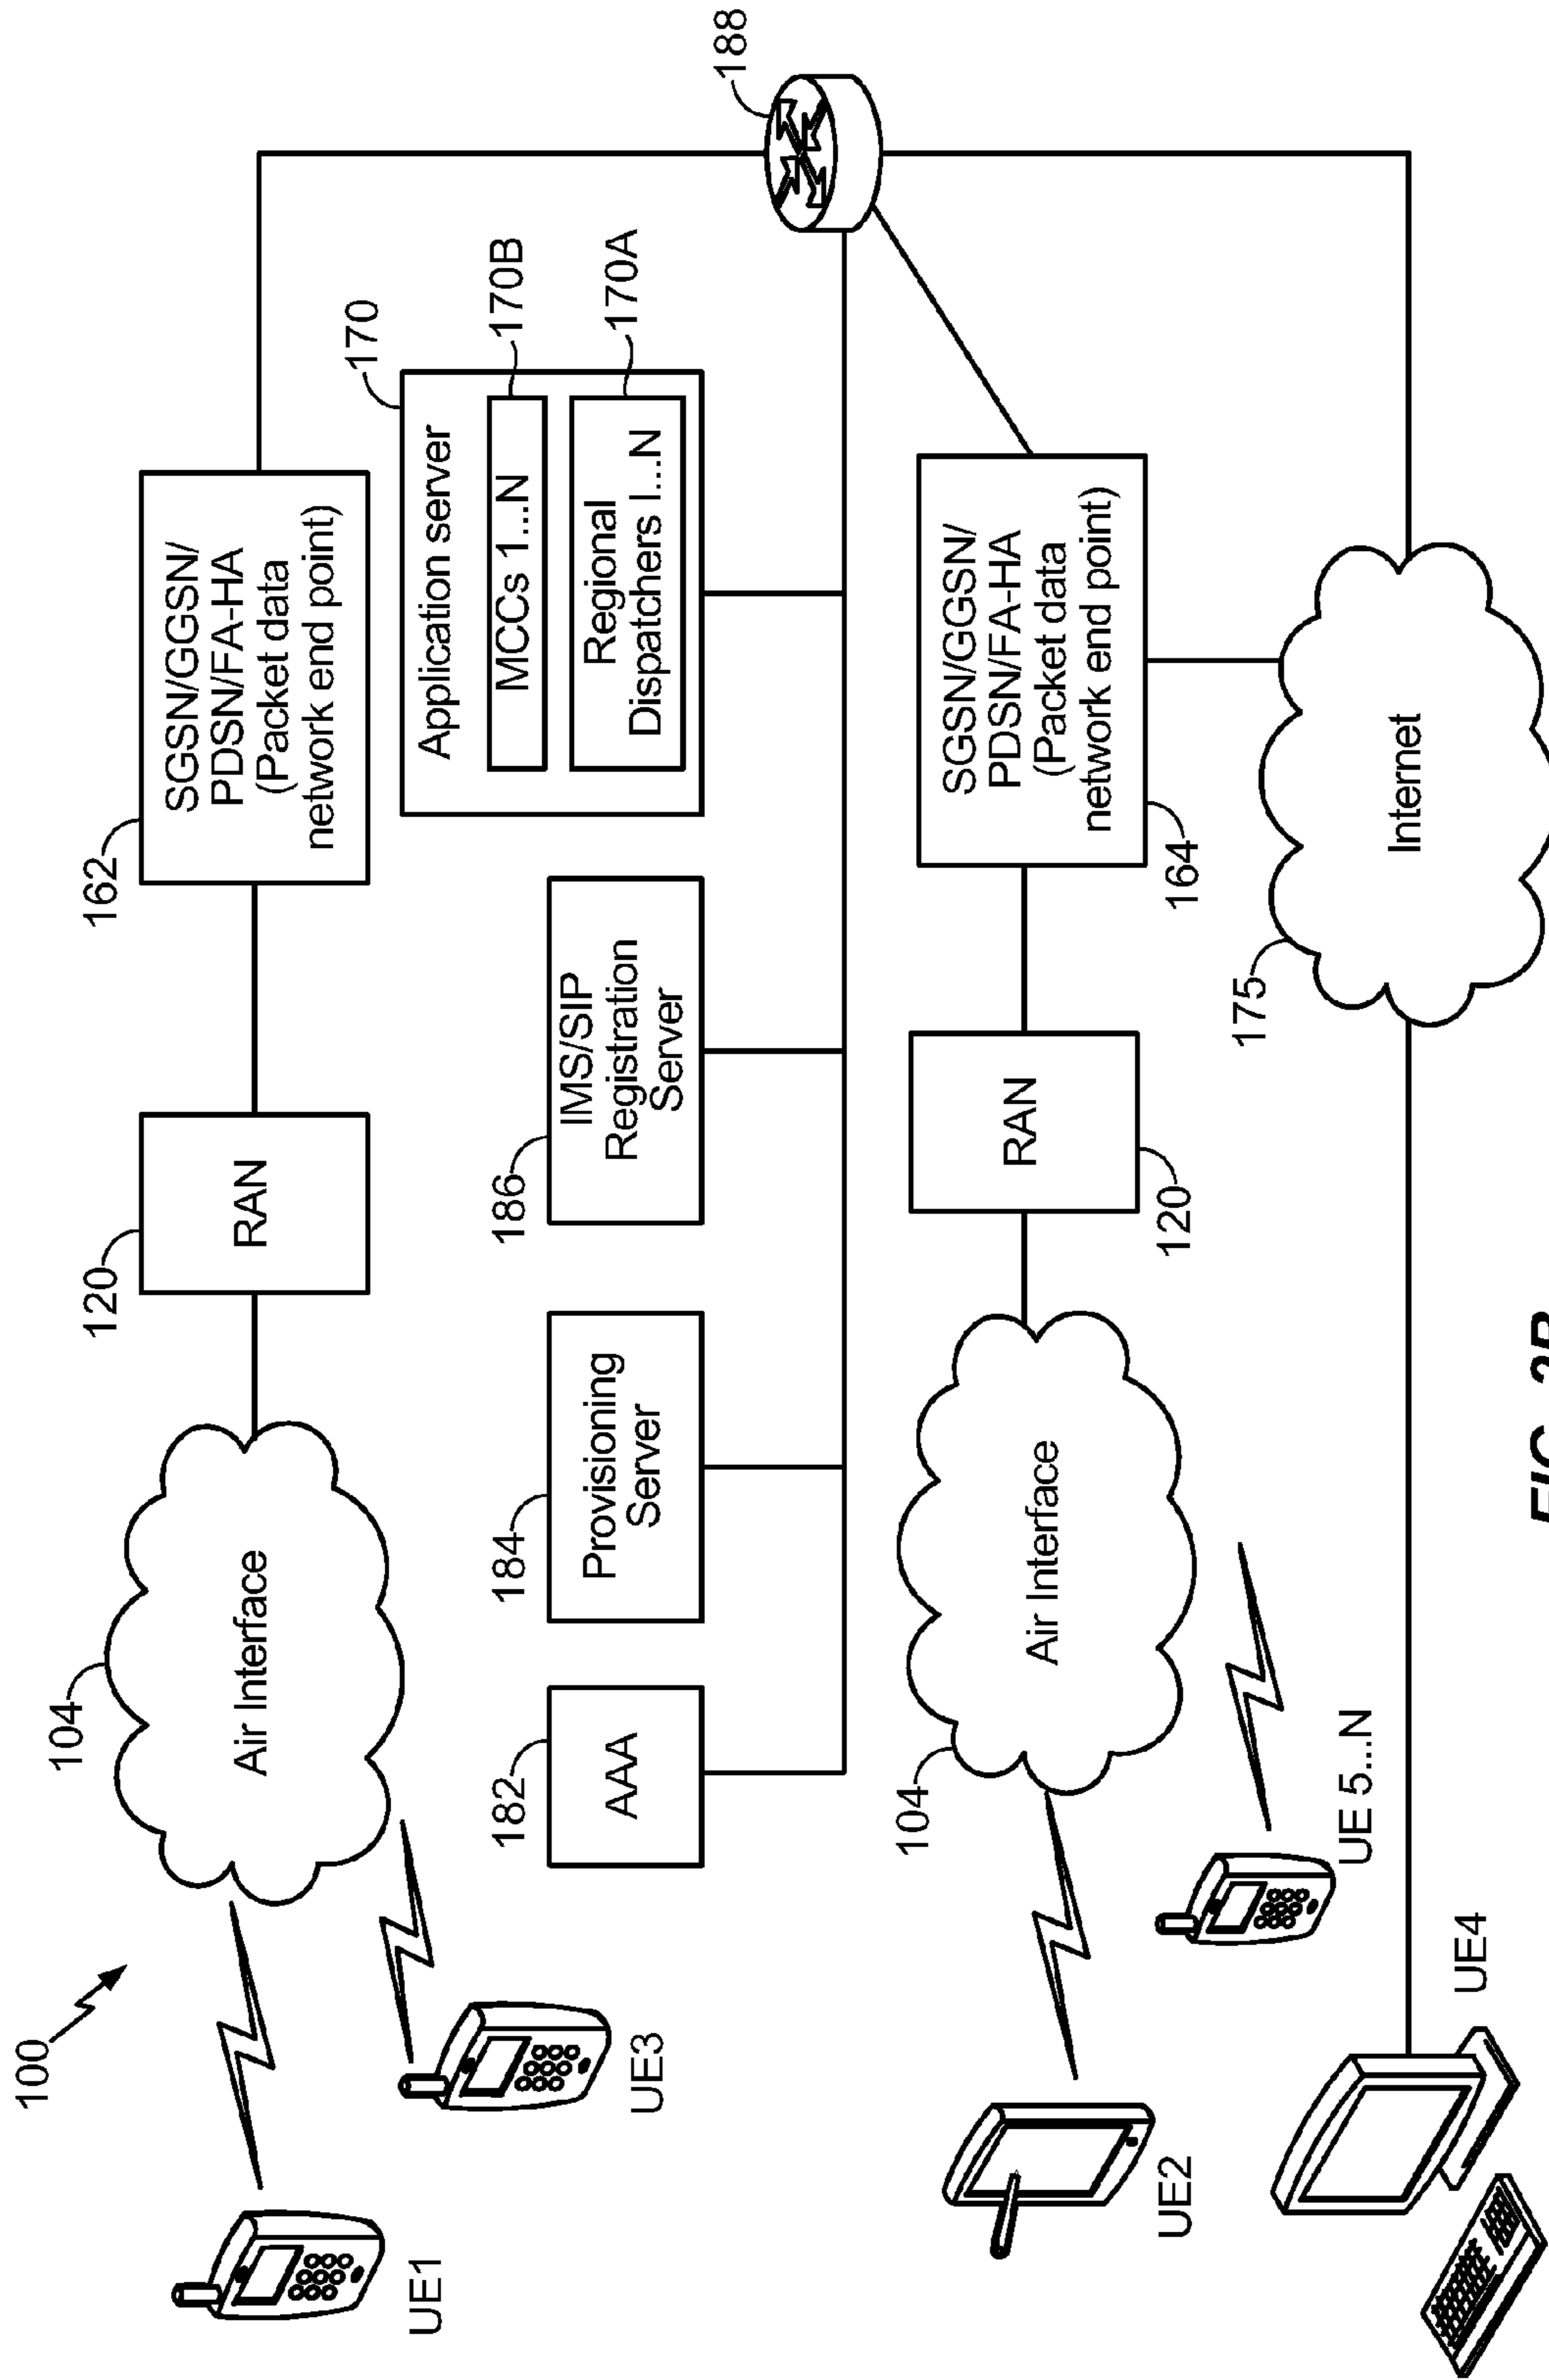 100
104
120
162
188
UE1
Air Interface
RAN
SGSN/GGSN/
PDSN/FA-HA
(Packet data
network end point)
UE3
182
AAA
184
Provisioning
Server
186
IMS/SIP
Registration
Server
170
Application server
MCCs 1...N
170B
Regional
Dispatchers I...N
170A
UE2
104
Air Interface
RAN
120
SGSN/GGSN/
PDSN/FA-HA
(Packet data
network end point)
164
UE 5...N
175
Internet
UE4
FIG.